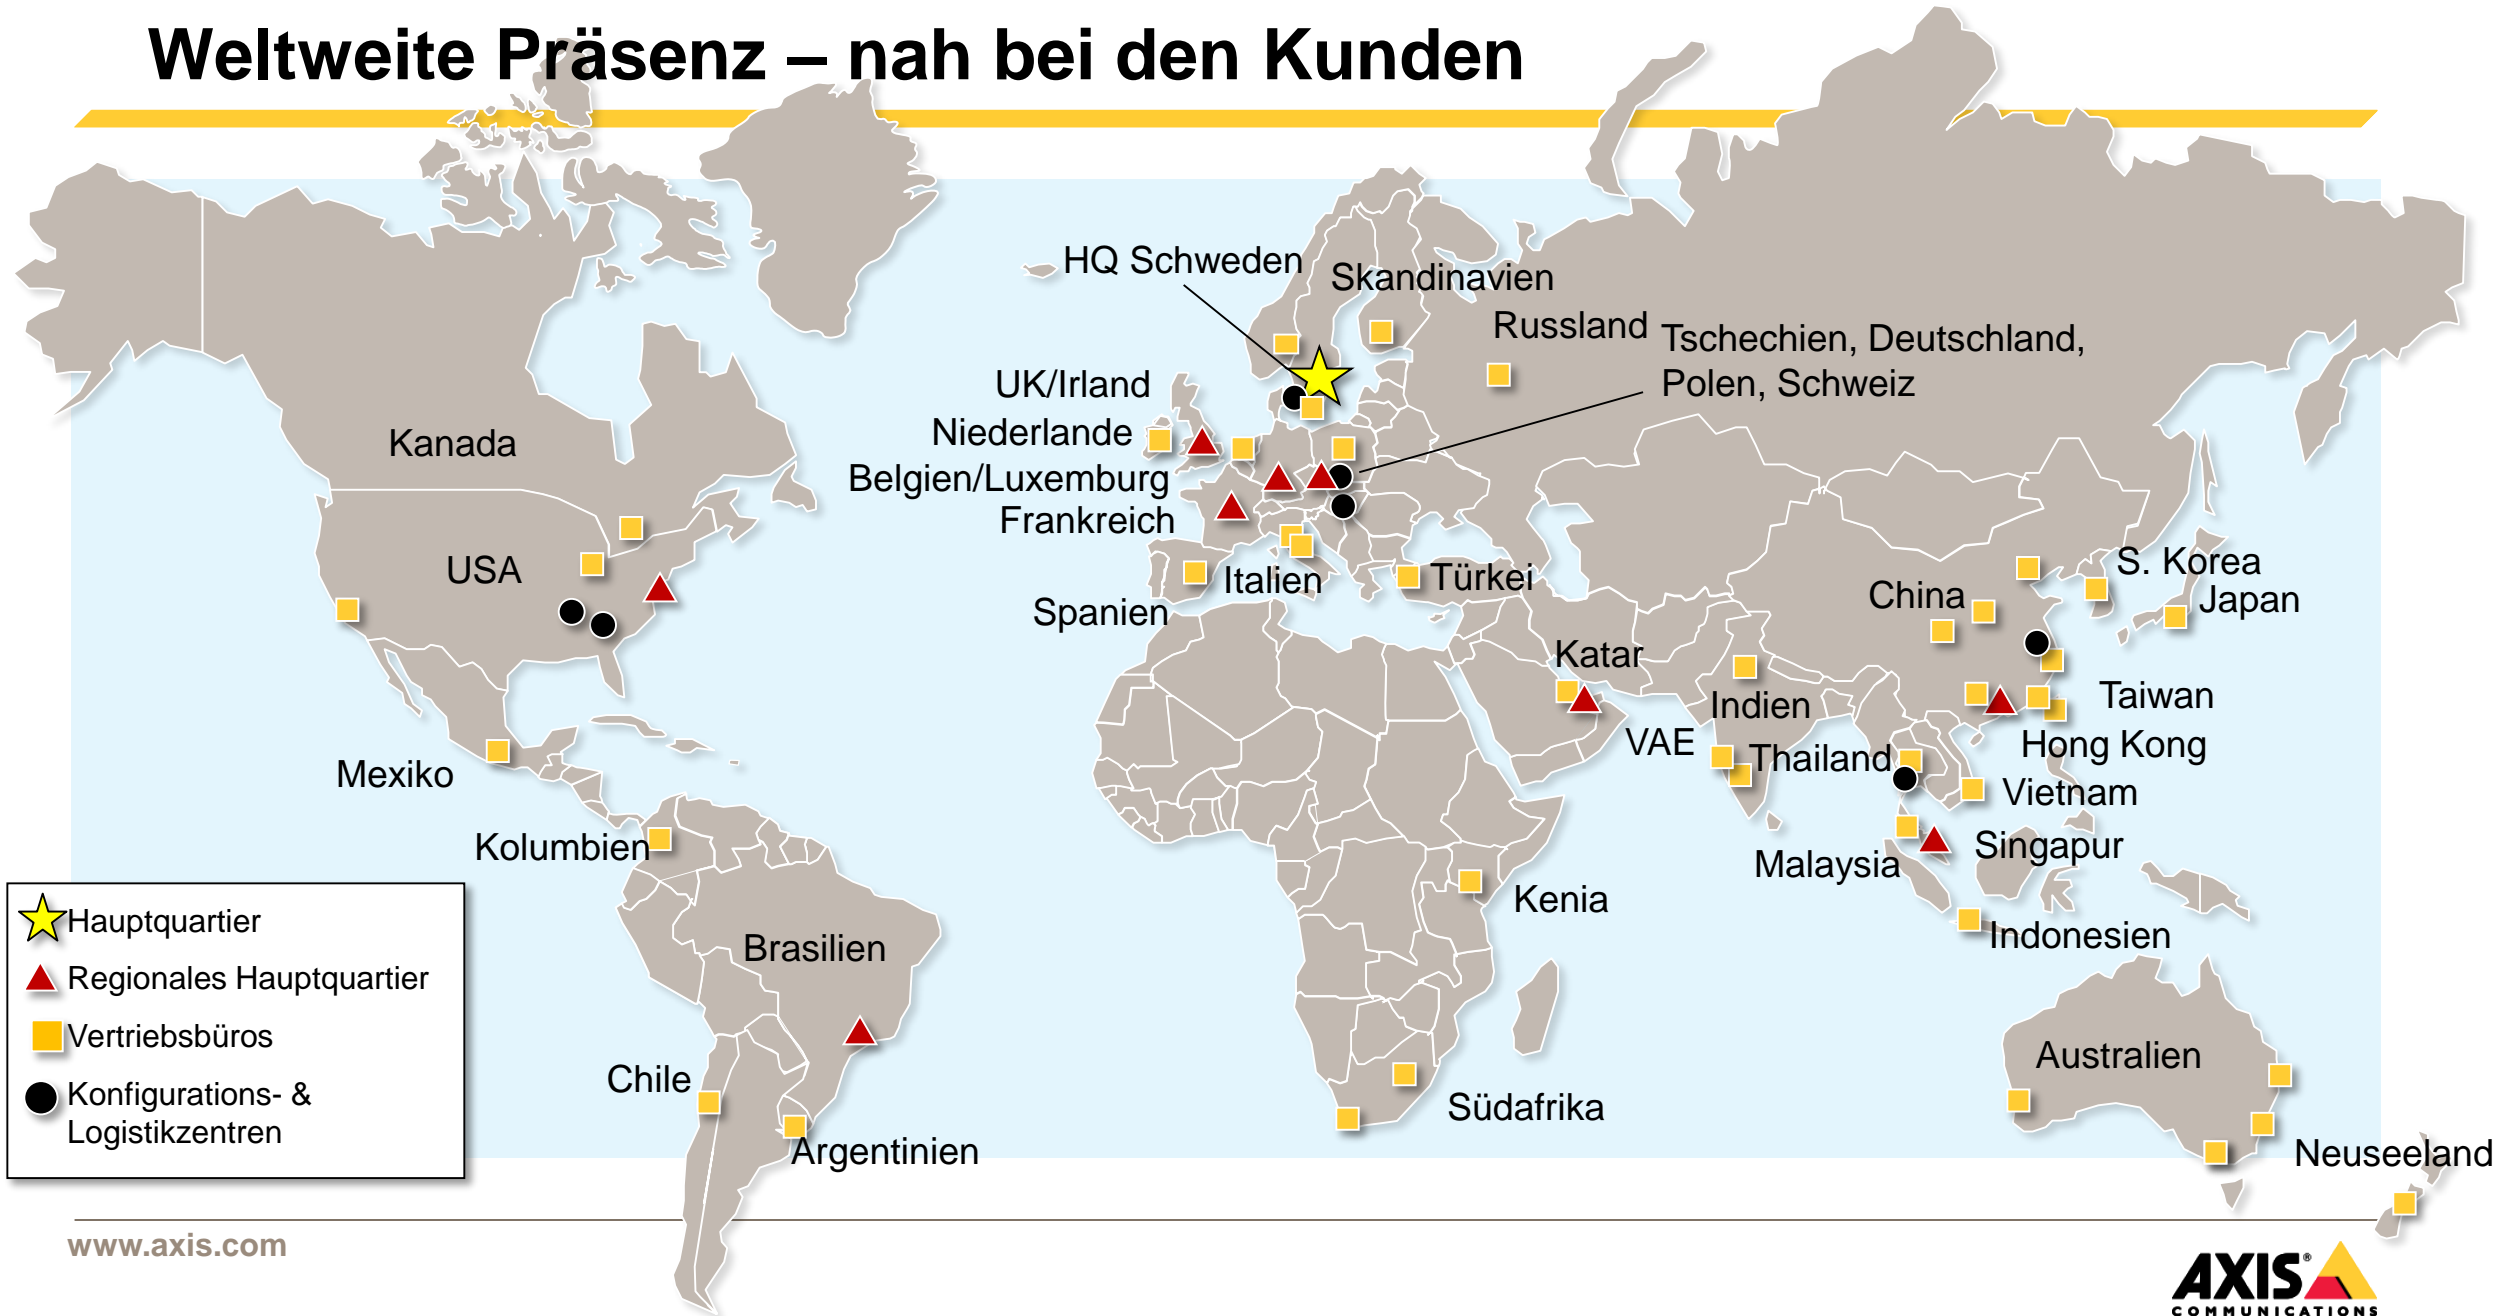 Weltweite Präsenz – nah bei den Kunden
HQ Schweden
Skandinavien
Russland
Tschechien, Deutschland,
Polen, Schweiz
UK/Irland
Niederlande
Belgien/Luxemburg
Frankreich
Kanada
USA
Italien
Spanien
Türkei
China
S. Korea
Japan
Katar
Indien
VAE
Thailand
Taiwan
Hong Kong
Vietnam
Mexiko
Kolumbien
Malaysia
Singapur
Kenia
Indonesien
Brasilien
Hauptquartier
Regionales Hauptquartier
Vertriebsbüros
Konfigurations- &
Logistikzentren
Chile
Argentinien
Südafrika
Australien
Neuseeland
www.axis.com
AXIS®
COMMUNICATIONS